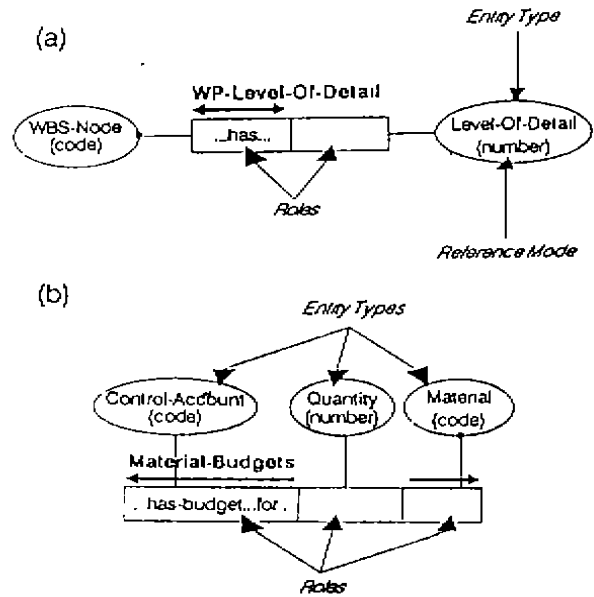 Entity Type
(a)
WP-Level-Of-Detail
WBS-Node
(code)
...has...
Level-Of-Detail
(number)
Roles
Reference Mode
(b)
Entity Types
Control-Account
(code)
Quantity
(number)
Material
(code)
Material-Budgets
...has-budget...for...
Roles